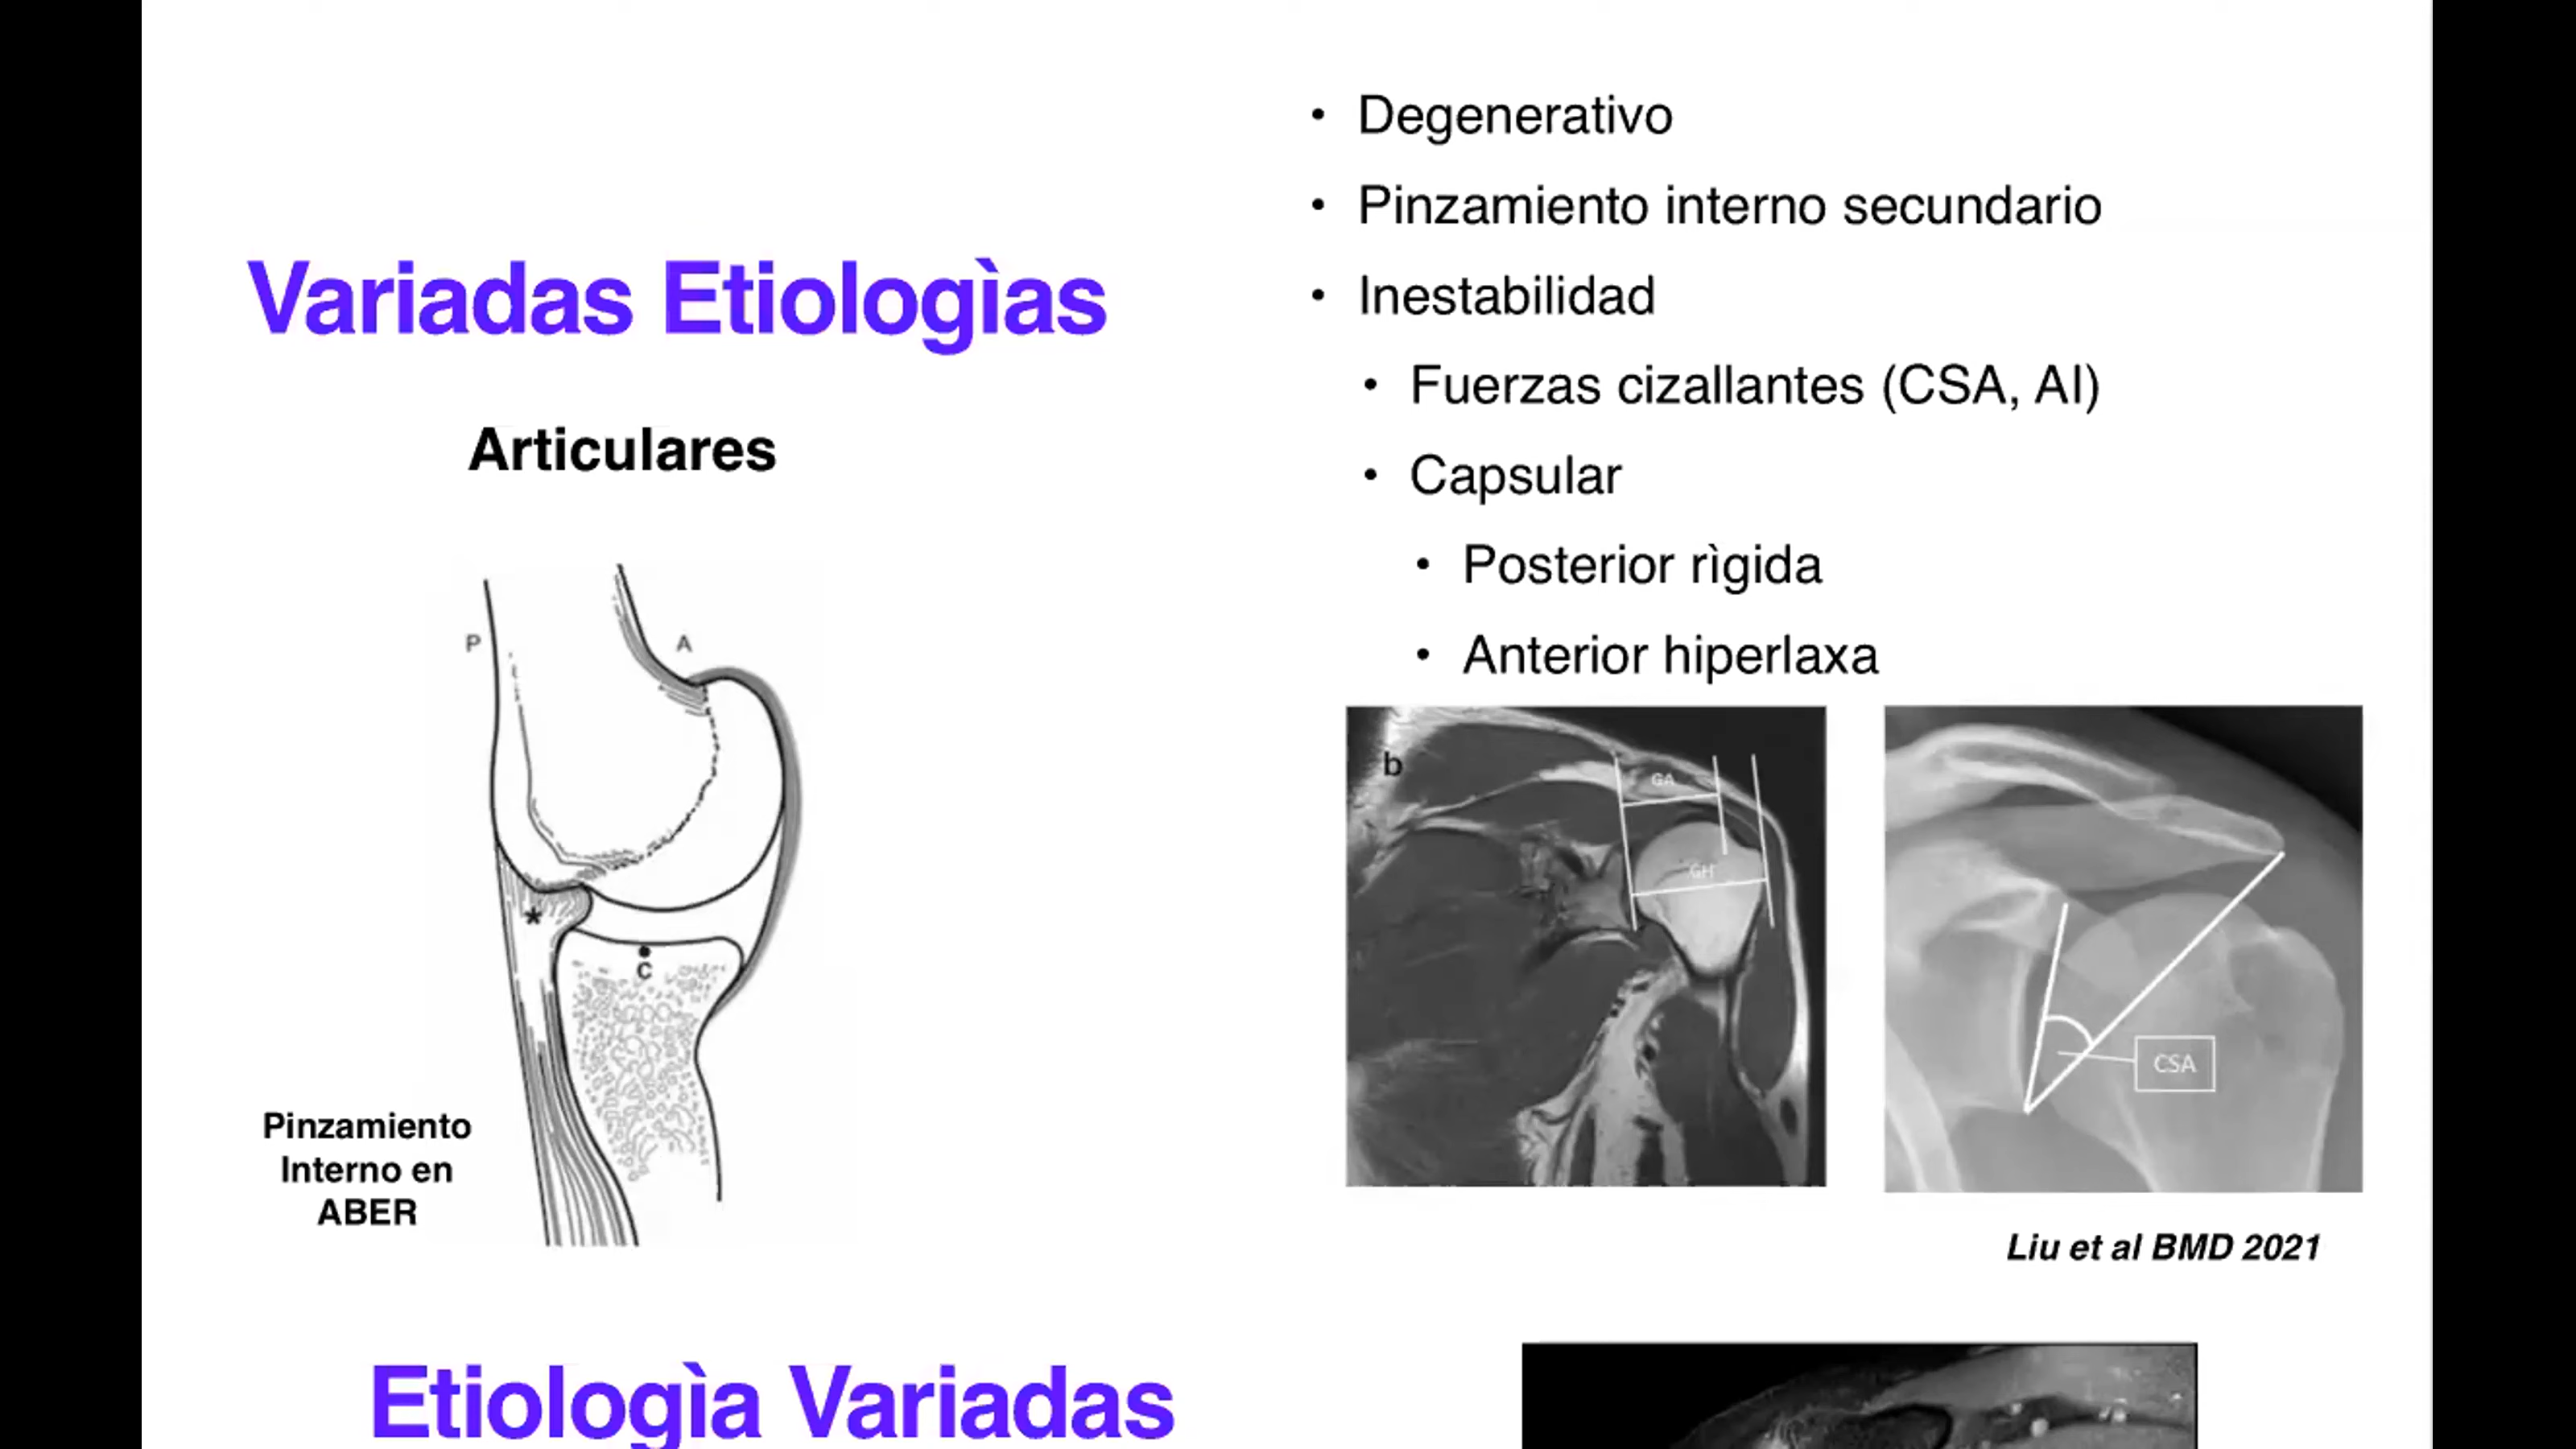 Variadas Etiologìas
Articulares
P
A
*
C
Pinzamiento
Interno en
ABER
• Degenerativo
• Pinzamiento interno secundario
• Inestabilidad
• Fuerzas cizallantes (CSA, AI)
• Capsular
• Posterior rìgida
• Anterior hiperlaxa
b
GA
GH
CSA
Liu et al BMD 2021
Etiologìa Variadas